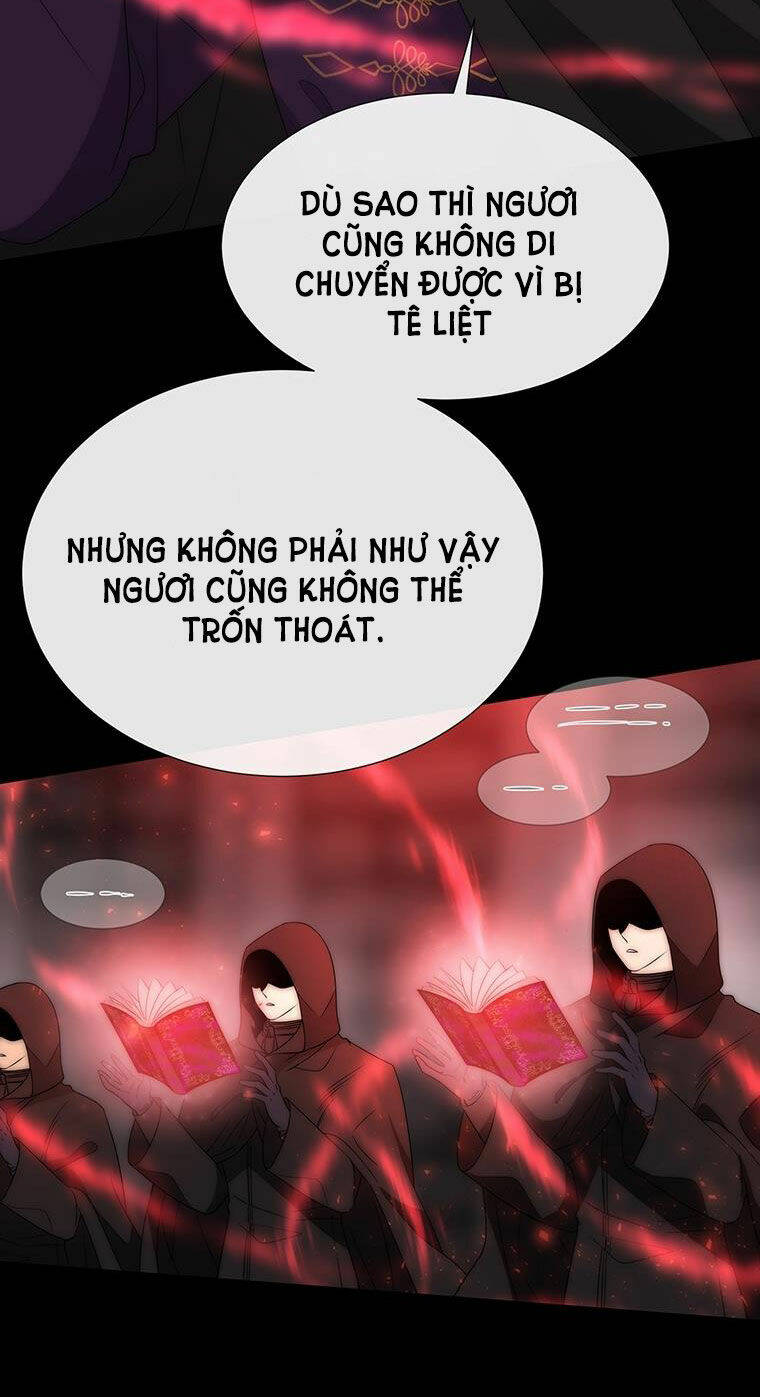 DÙ SAO THÌ NGƯƠI
CŨNG KHÔNG DI
CHUYỂN ĐƯỢC VÌ BỊ
TÊ LIỆT
NHƯNG KHÔNG PHẢI NHƯ VẬY
NGƯƠI CŨNG KHÔNG THỂ
TRỐN THOÁT.